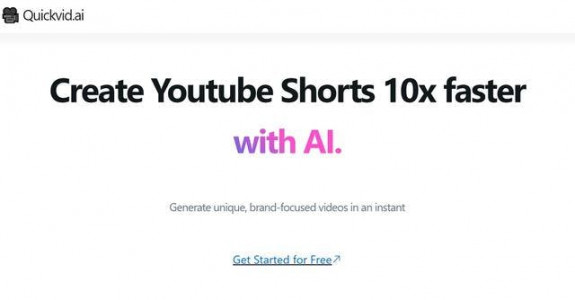 Quickvid.ai
Create Youtube Shorts 10x faster
with AI.
Generate unique, brand-focused videos in an instant
Get Started for Free↗